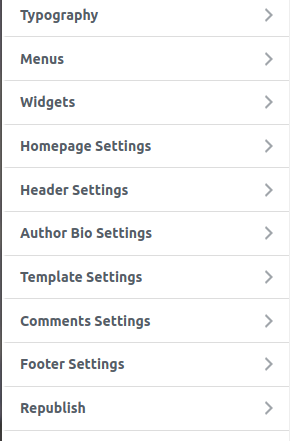 Typography
Menus
Widgets
Homepage Settings
Header Settings
Author Bio Settings
Template Settings
Comments Settings
Footer Settings
Republish